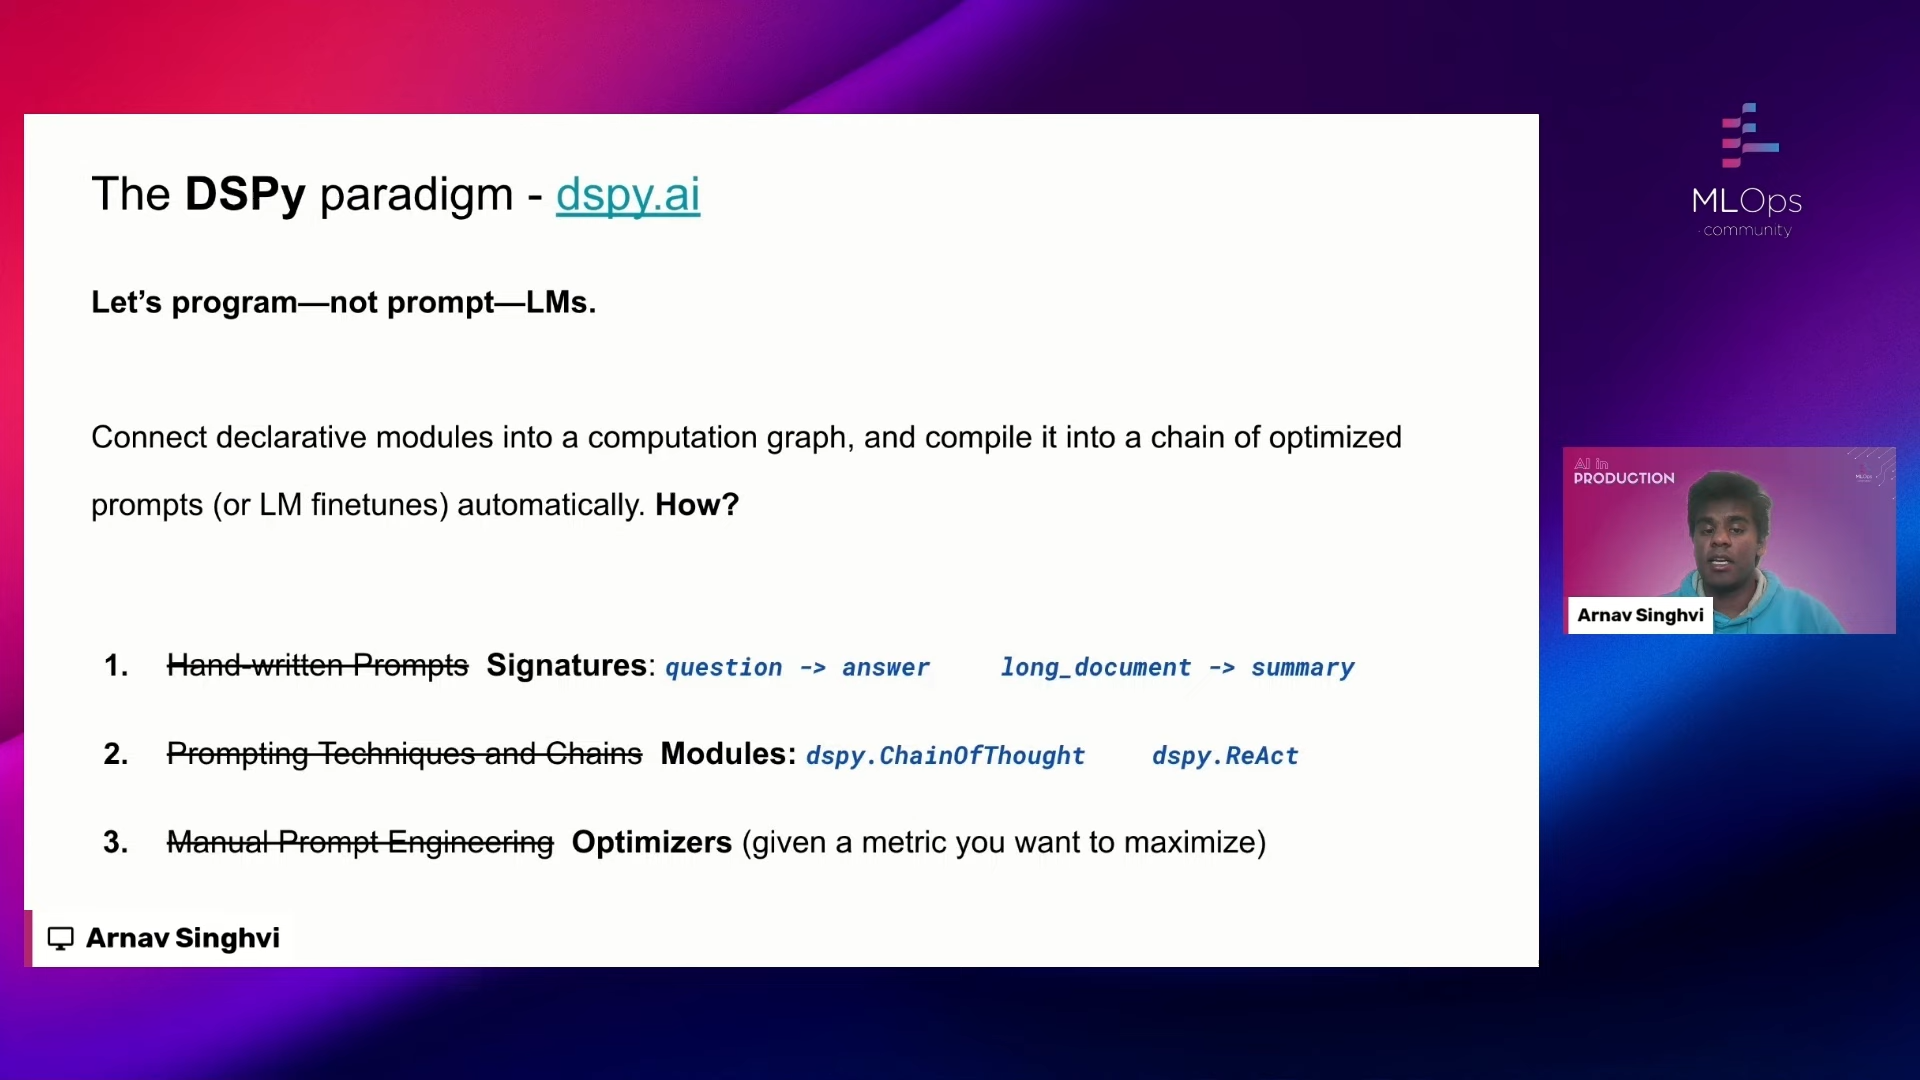 The DSPy paradigm - dspy.ai
Let's program—not prompt—LMs.
Connect declarative modules into a computation graph, and compile it into a chain of optimized
prompts (or LM finetunes) automatically. How?
1. Hand-written Prompts Signatures: question -> answer long_document -> summary
2. Prompting Techniques and Chains Modules: dspy.ChainOfThought dspy.ReAct
3. Manual Prompt Engineering Optimizers (given a metric you want to maximize)
Arnav Singhvi
MLOps
community
AI in
PRODUCTION
Arnav Singhvi